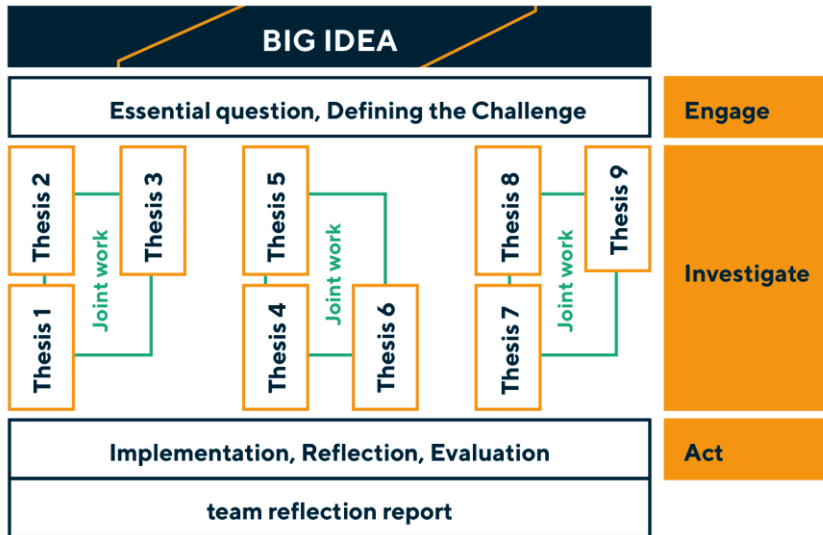 BIG IDEA
Essential question, Defining the Challenge
Engage
Thesis 2
Thesis 3
Thesis 1
Joint work
Thesis 5
Thesis 4
Thesis 6
Joint work
Thesis 8
Thesis 9
Thesis 7
Joint work
Investigate
Implementation, Reflection, Evaluation
Act
team reflection report